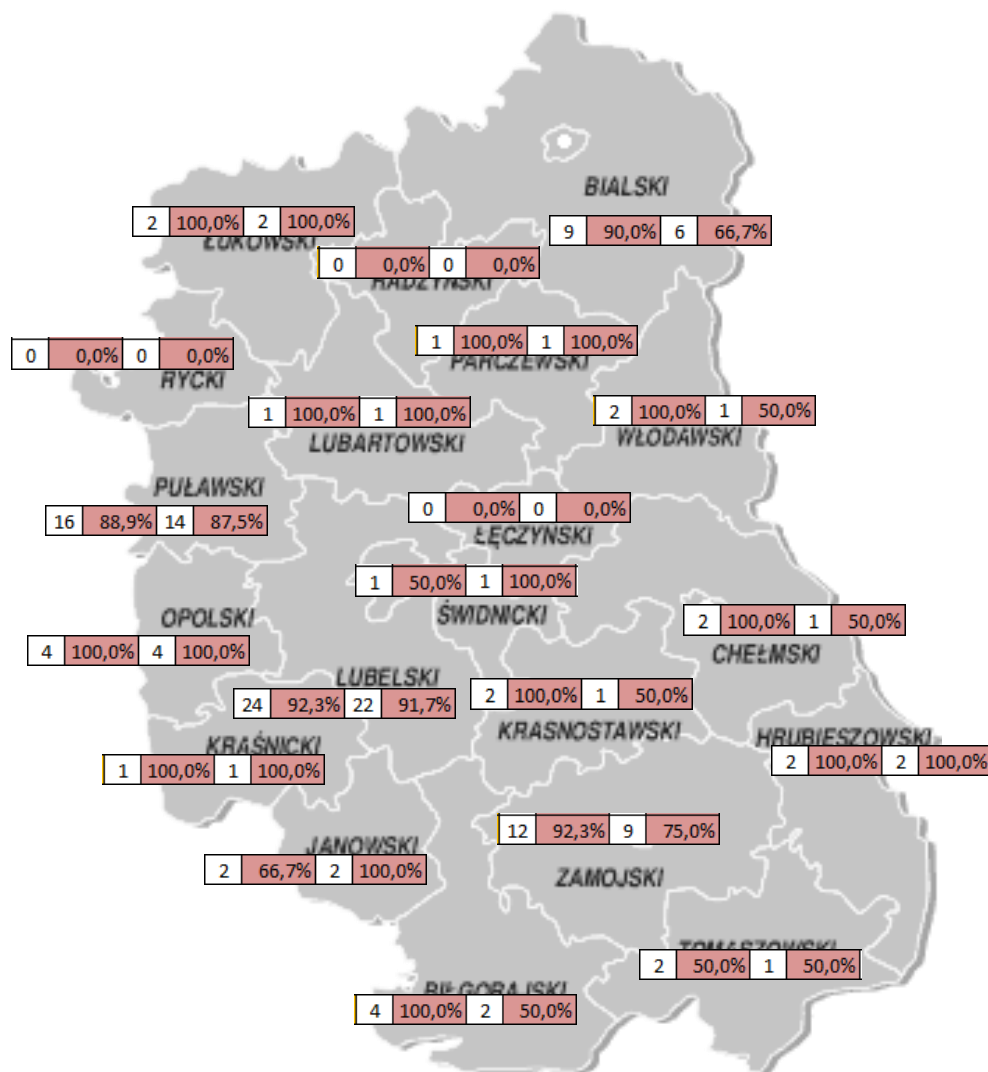 BIALSKI
2 100,0% 2 100,0%
9 90,0% 6 66,7%
ŁUKOWSKI
0 0,0% 0 0,0%
RADZYŃSKI
1 100,0% 1 100,0%
0 0,0% 0 0,0%
PARCZEWSKI
RYCKI
1 100,0% 1 100,0%
2 100,0% 1 50,0%
LUBARTOWSKI
WŁODAWSKI
PUŁAWSKI
0 0,0% 0 0,0%
16 88,9% 14 87,5%
ŁĘCZYŃSKI
1 50,0% 1 100,0%
OPOLSKI
ŚWIDNICKI
2 100,0% 1 50,0%
4 100,0% 4 100,0%
CHEŁMSKI
LUBELSKI
2 100,0% 1 50,0%
24 92,3% 22 91,7%
KRASNOSTAWSKI
HRUBIESZOWSKI
KRAŚNICKI
2 100,0% 2 100,0%
1 100,0% 1 100,0%
12 92,3% 9 75,0%
JANOWSKI
2 66,7% 2 100,0%
ZAMOJSKI
TOMASZOWSKI
2 50,0% 1 50,0%
BIŁGORAJSKI
4 100,0% 2 50,0%